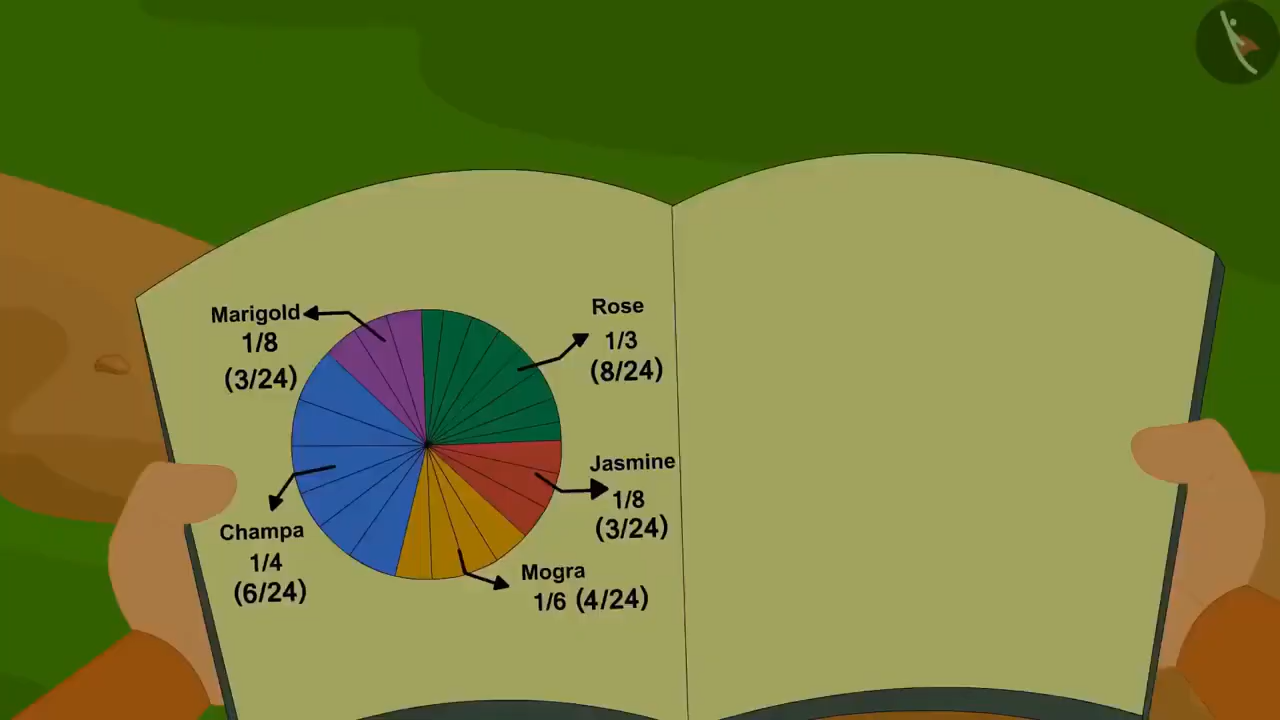 Marigold
1/8
(3/24)
Rose
1/3
(8/24)
Jasmine
1/8
(3/24)
Champa
1/4
(6/24)
Mogra
1/6 (4/24)